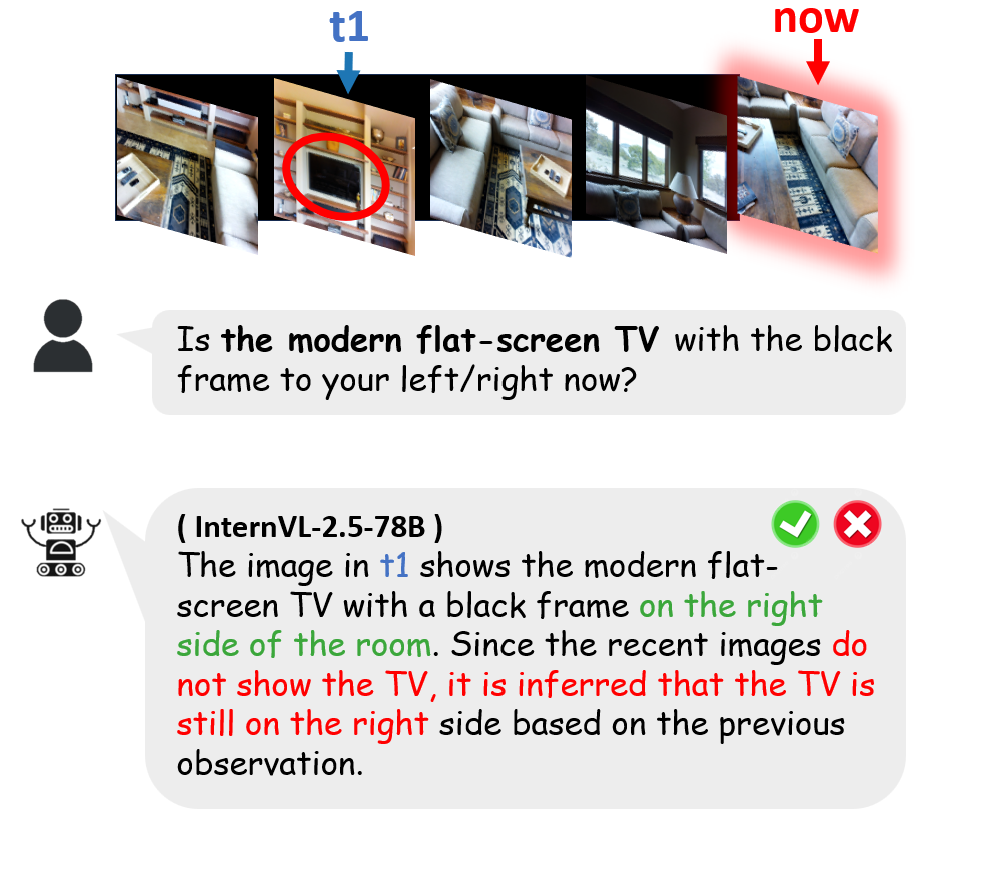 t1
now
Is the modern flat-screen TV with the black
frame to your left/right now?
( InternVL-2.5-78B )
The image in t1 shows the modern flat-
screen TV with a black frame on the right
side of the room. Since the recent images do
not show the TV, it is inferred that the TV is
still on the right side based on the previous
observation.